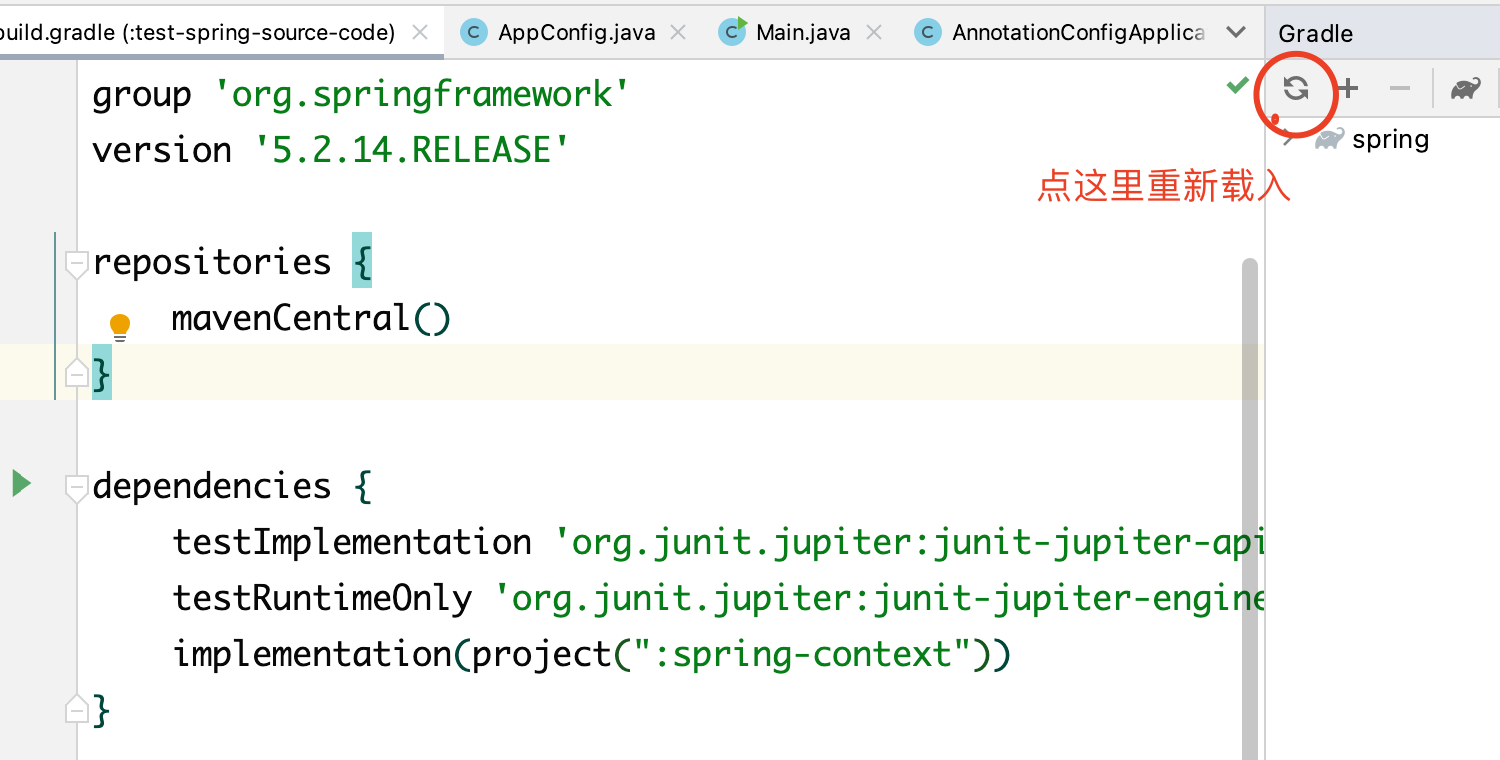 build.gradle (:test-spring-source-code)
AppConfig.java
Main.java
AnnotationConfigApplica
Gradle
group 'org.springframework'
version '5.2.14.RELEASE'
spring
点这里重新载入
repositories {
mavenCentral()
}
dependencies {
testImplementation 'org.junit.jupiter:junit-jupiter-api
testRuntimeOnly 'org.junit.jupiter:junit-jupiter-engine
implementation(project(":spring-context"))
}